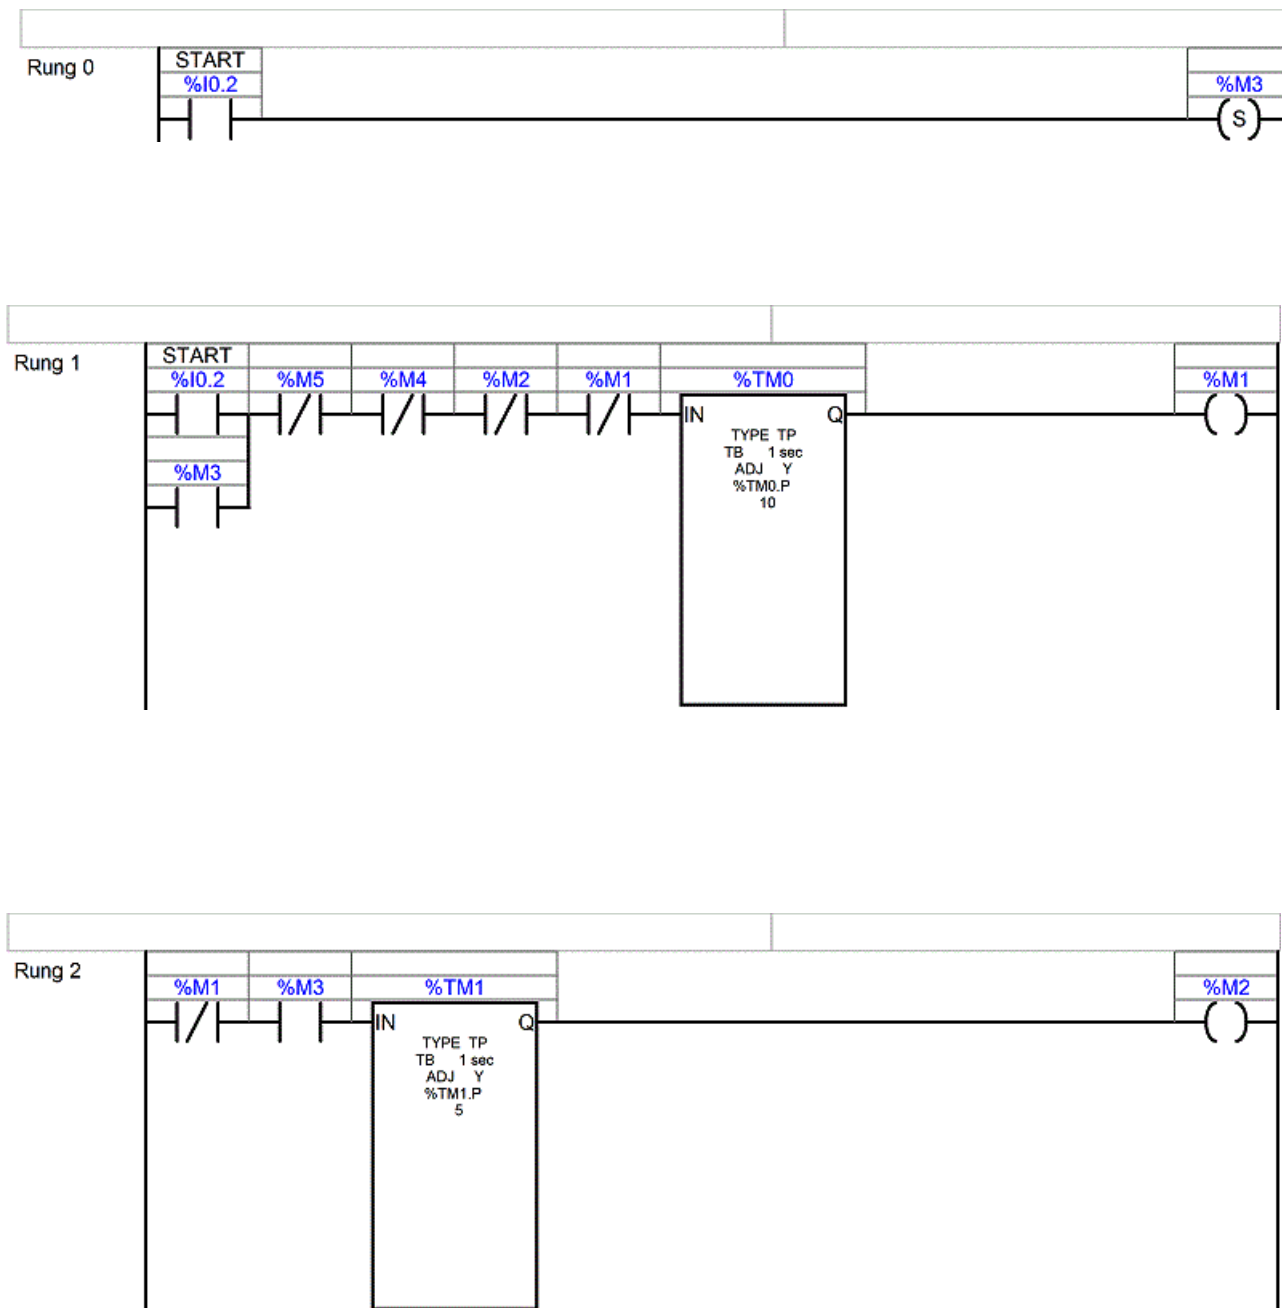 Rung 0
START
%I0.2
%M3
S
Rung 1
START
%I0.2 %M5 %M4 %M2 %M1 %TM0 %M1
IN Q
TYPE TP
TB 1 sec
ADJ Y
%TM0.P
10
%M3
Rung 2
%M1 %M3 %TM1 %M2
IN Q
TYPE TP
TB 1 sec
ADJ Y
%TM1.P
5